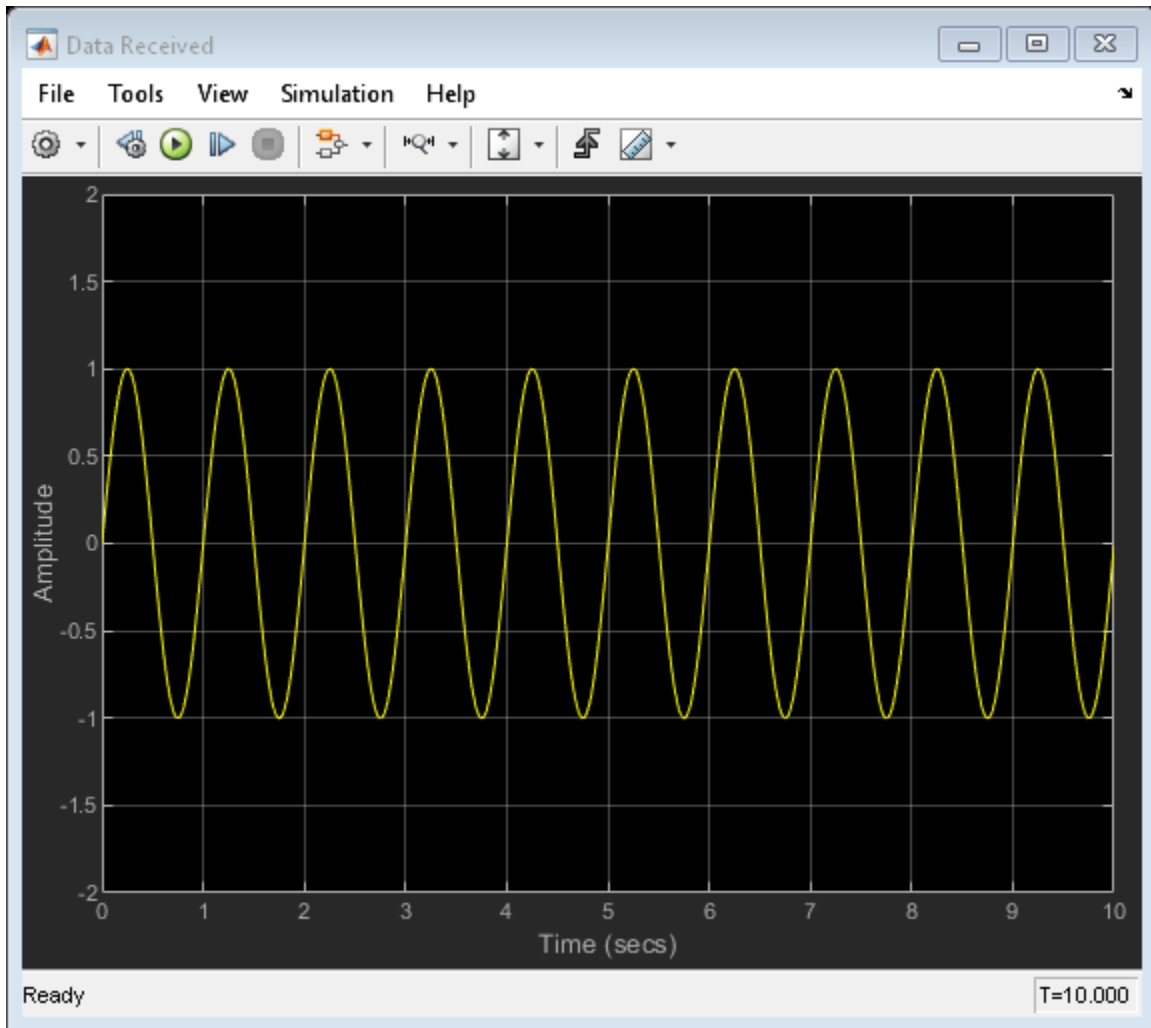 Data Received
File Tools View Simulation Help
2
1.5
1
0.5
0
-0.5
-1
-1.5
-2
Amplitude
0 1 2 3 4 5 6 7 8 9 10
Time (secs)
Ready T=10.000